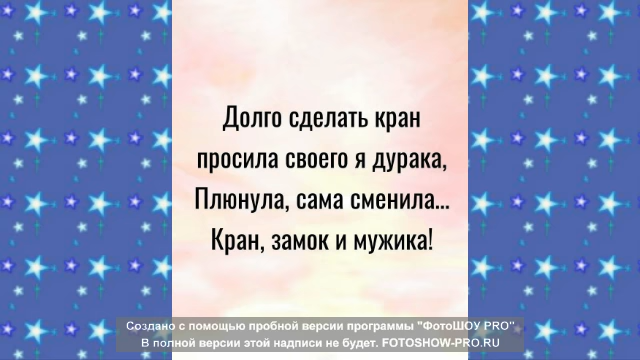 Долго сделать кран
просила своего я дурака,
Плюнула, сама сменила...
Кран, замок и мужика!
Создано с помощью пробной версии программы "ФотоШОУ PRO"
В полной версии этой надписи не будет. FOTOSHOW-PRO.RU